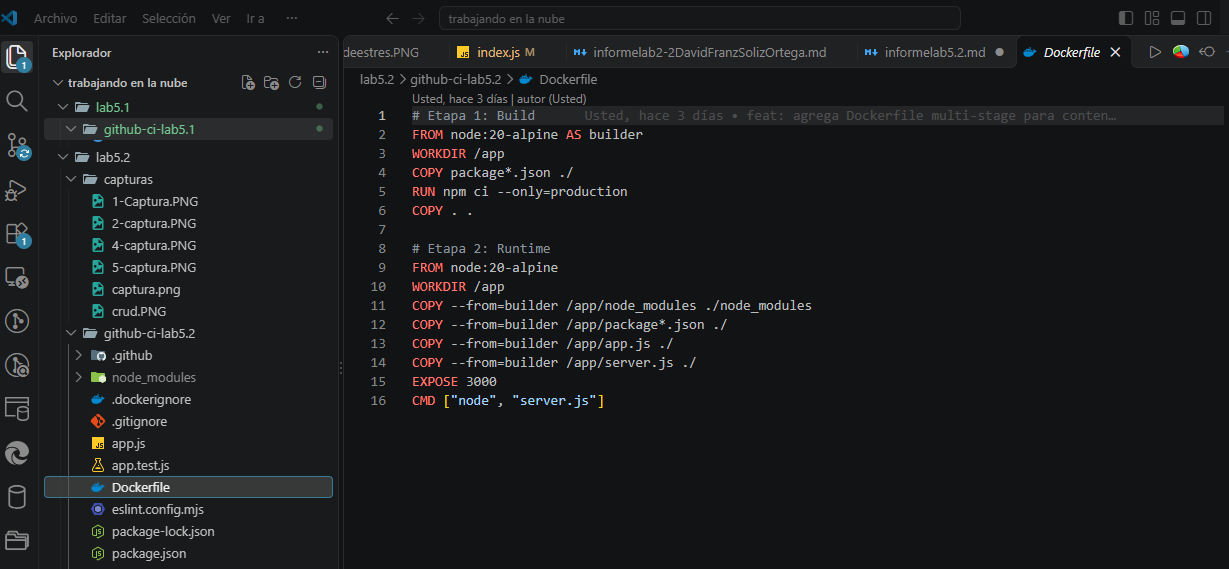 Archivo Editar Selección Ver Ir a ··· trabajando en la nube
Explorador ···
trabajando en la nube
lab5.1
github-ci-lab5.1
lab5.2
capturas
1-Captura.PNG
2-captura.PNG
4-captura.PNG
5-captura.PNG
captura.png
crud.PNG
github-ci-lab5.2
.github
node_modules
.dockerignore
.gitignore
app.js
app.test.js
Dockerfile
eslint.config.mjs
package-lock.json
package.json
1
1
deestres.PNG index.js M informelab2-2DavidFranzSolizOrtega.md informelab5.2.md Dockerfile
lab5.2 > github-ci-lab5.2 > Dockerfile
Usted, hace 3 días | autor (Usted)
1 # Etapa 1: Build Usted, hace 3 días • feat: agrega Dockerfile multi-stage para conten…
2 FROM node:20-alpine AS builder
3 WORKDIR /app
4 COPY package*.json ./
5 RUN npm ci --only=production
6 COPY . .
7
8 # Etapa 2: Runtime
9 FROM node:20-alpine
10 WORKDIR /app
11 COPY --from=builder /app/node_modules ./node_modules
12 COPY --from=builder /app/package*.json ./
13 COPY --from=builder /app/app.js ./
14 COPY --from=builder /app/server.js ./
15 EXPOSE 3000
16 CMD ["node", "server.js"]